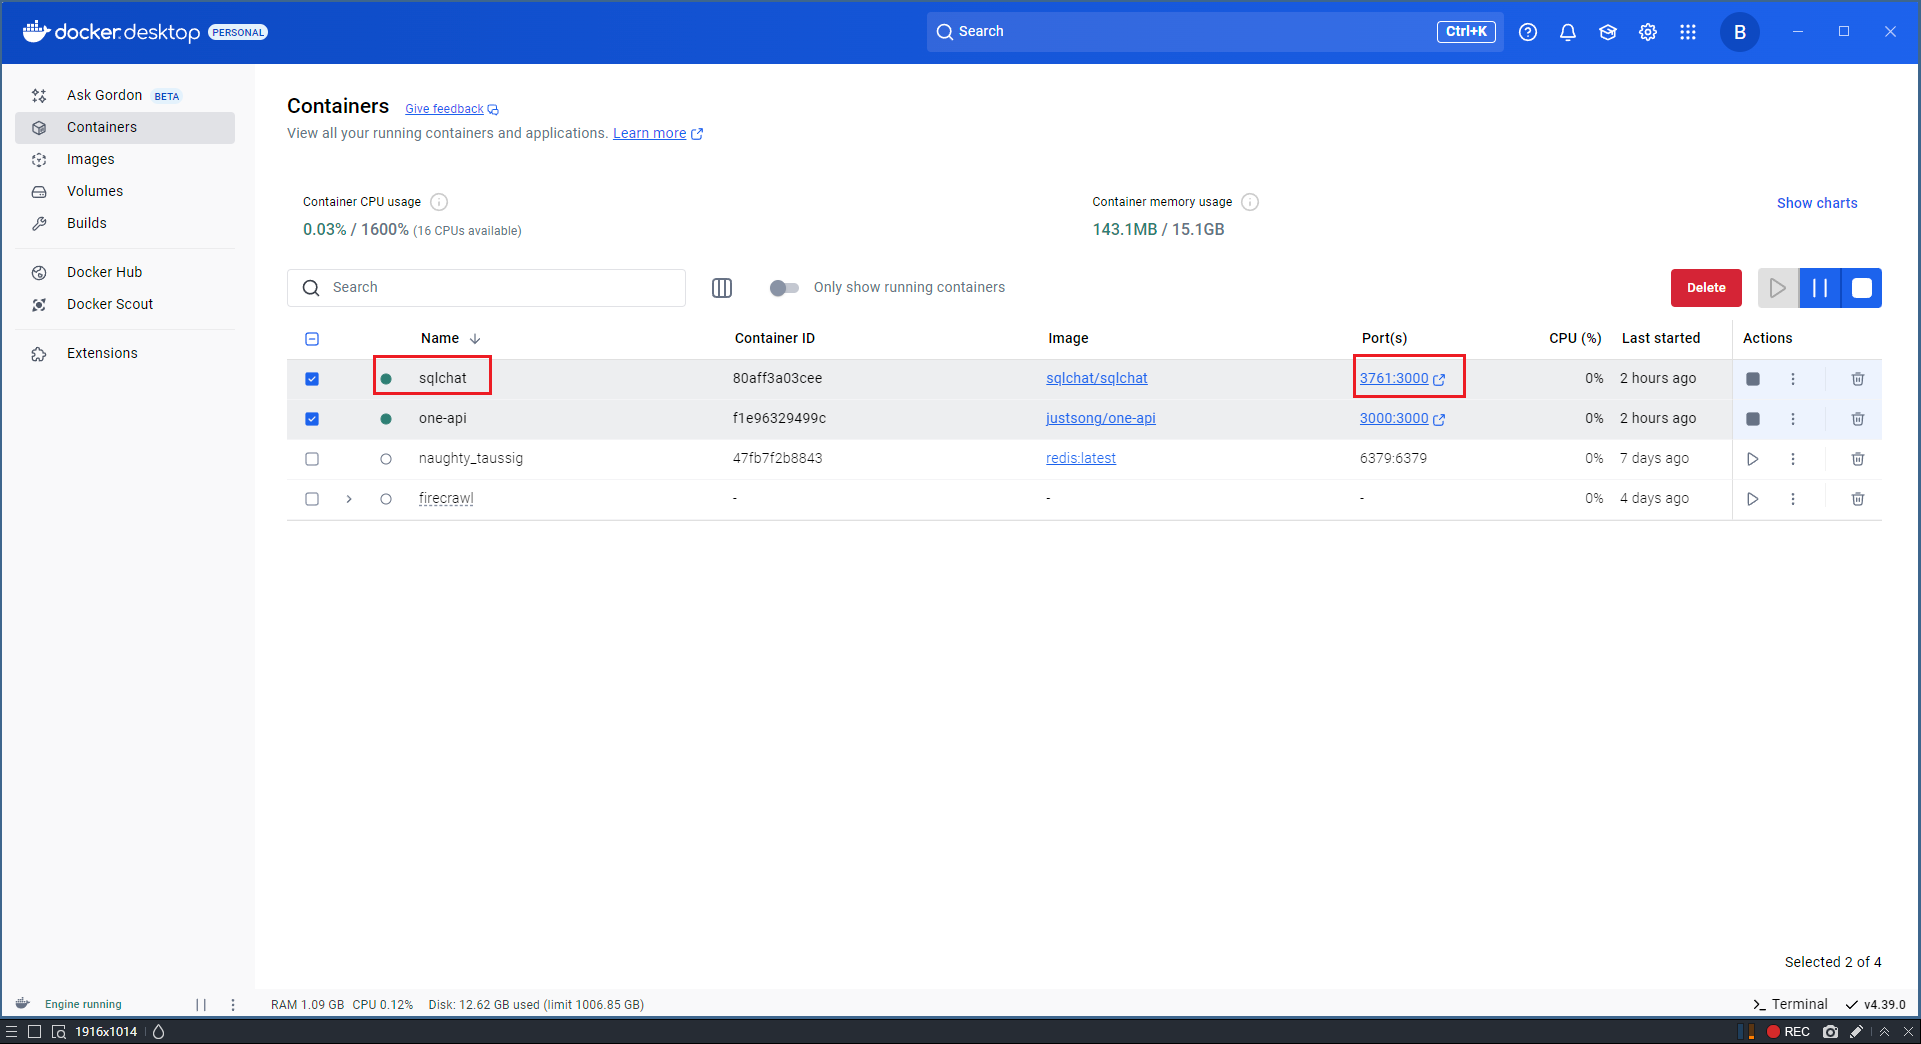 docker.desktop PERSONAL
Search Ctrl+K
B
Ask Gordon BETA
Containers
Images
Volumes
Builds
Docker Hub
Docker Scout
Extensions
Containers Give feedback
View all your running containers and applications. Learn more
Container CPU usage
0.03% / 1600% (16 CPUs available)
Container memory usage
143.1MB / 15.1GB
Show charts
Search
Only show running containers
Delete
Name Container ID Image Port(s) CPU (%) Last started Actions
sqlchat 80aff3a03cee sqlchat/sqlchat 3761:3000 0% 2 hours ago
one-api f1e96329499c justsong/one-api 3000:3000 0% 2 hours ago
naughty_taussig 47fb7f2b8843 redis:latest 6379:6379 0% 7 days ago
firecrawl - - - 0% 4 days ago
Selected 2 of 4
Engine running RAM 1.09 GB CPU 0.12% Disk: 12.62 GB used (limit 1006.85 GB) Terminal v4.39.0
1916x1014 REC